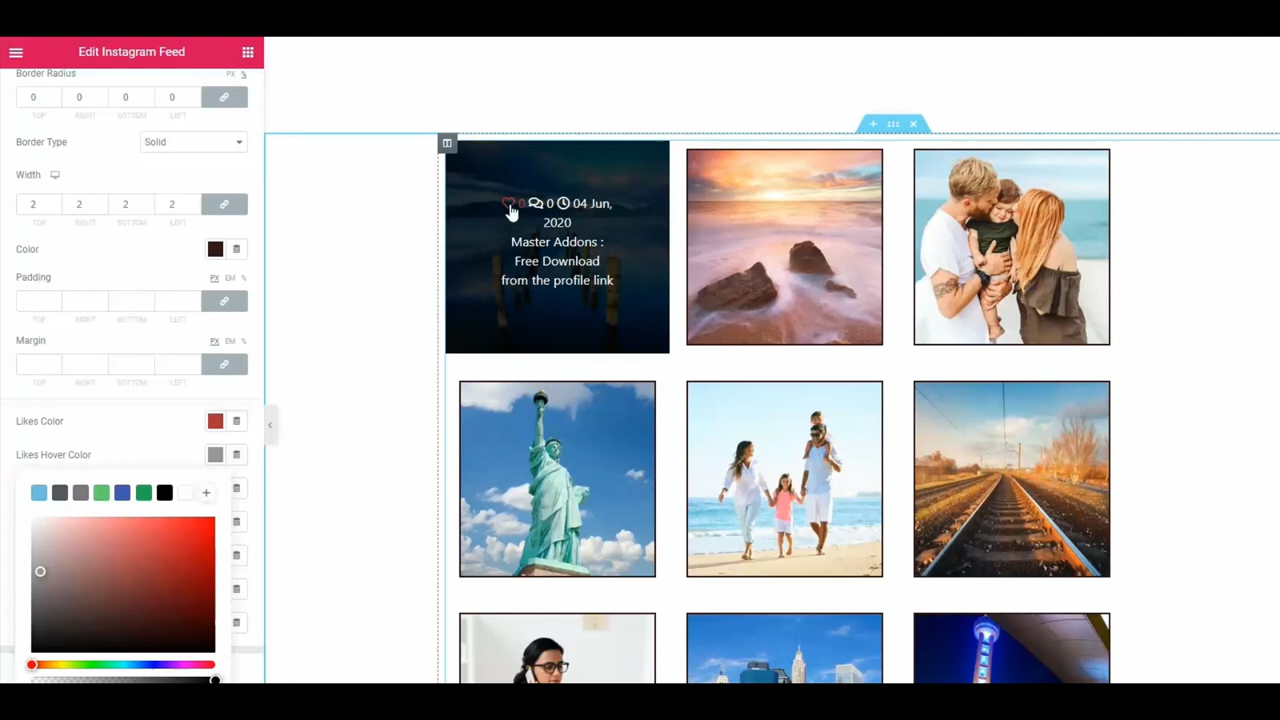 Edit Instagram Feed
Border Radius
PX %
0 0 0 0
TOP RIGHT BOTTOM LEFT
Border Type
Solid
Width
2 2 2 2
TOP RIGHT BOTTOM LEFT
Color
Padding
PX EM %
TOP RIGHT BOTTOM LEFT
Margin
PX EM %
TOP RIGHT BOTTOM LEFT
Likes Color
Likes Hover Color
0 0 04 Jun,
2020
Master Addons :
Free Download
from the profile link